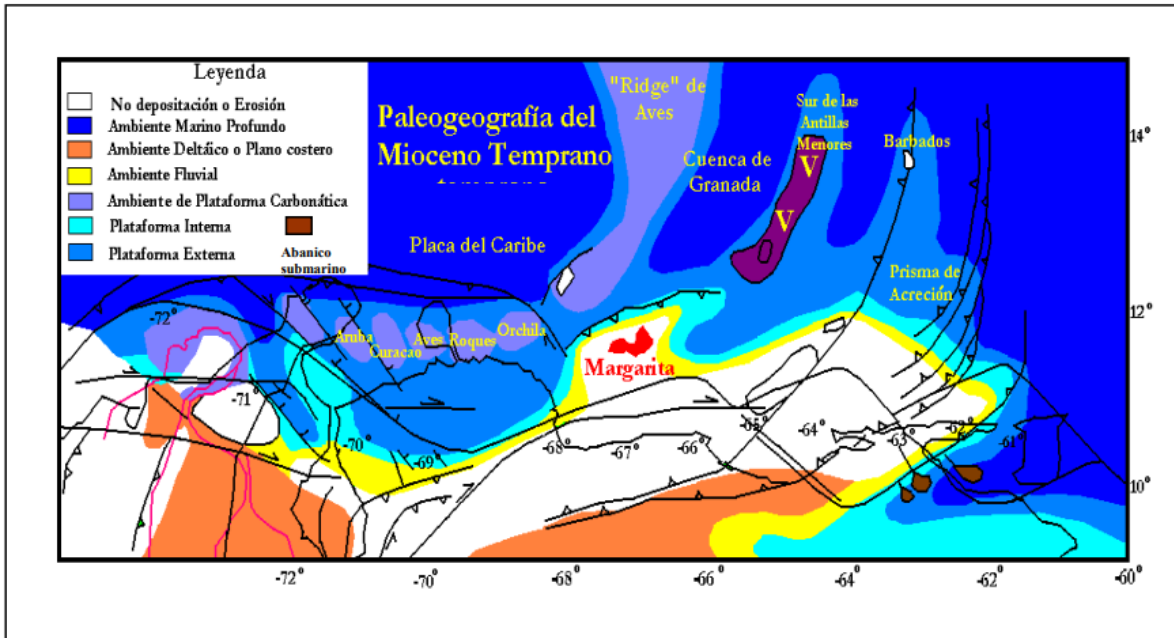 Leyenda
No depositación o Erosión
Ambiente Marino Profundo
Ambiente Deltáico o Plano costero
Ambiente Fluvial
Ambiente de Plataforma Carbonática
Plataforma Interna
Plataforma Externa
Abanico
submarino
Paleogeografía del
Mioceno Temprano
"Ridge" de
Aves
Sur de las
Antillas
Menores
Cuenca de
Granada
Barbados
V
V
Placa del Caribe
Prisma de
Acreción
14°
12°
10°
-72°
Aruba
Curacao
Aves
Roques
Orchila
Margarita
-71°
-70°
-69°
-68°
-67°
-66°
-65°
-64°
-63°
-62°
-61°
-72°
-70°
-68°
-66°
-64°
-62°
-60°